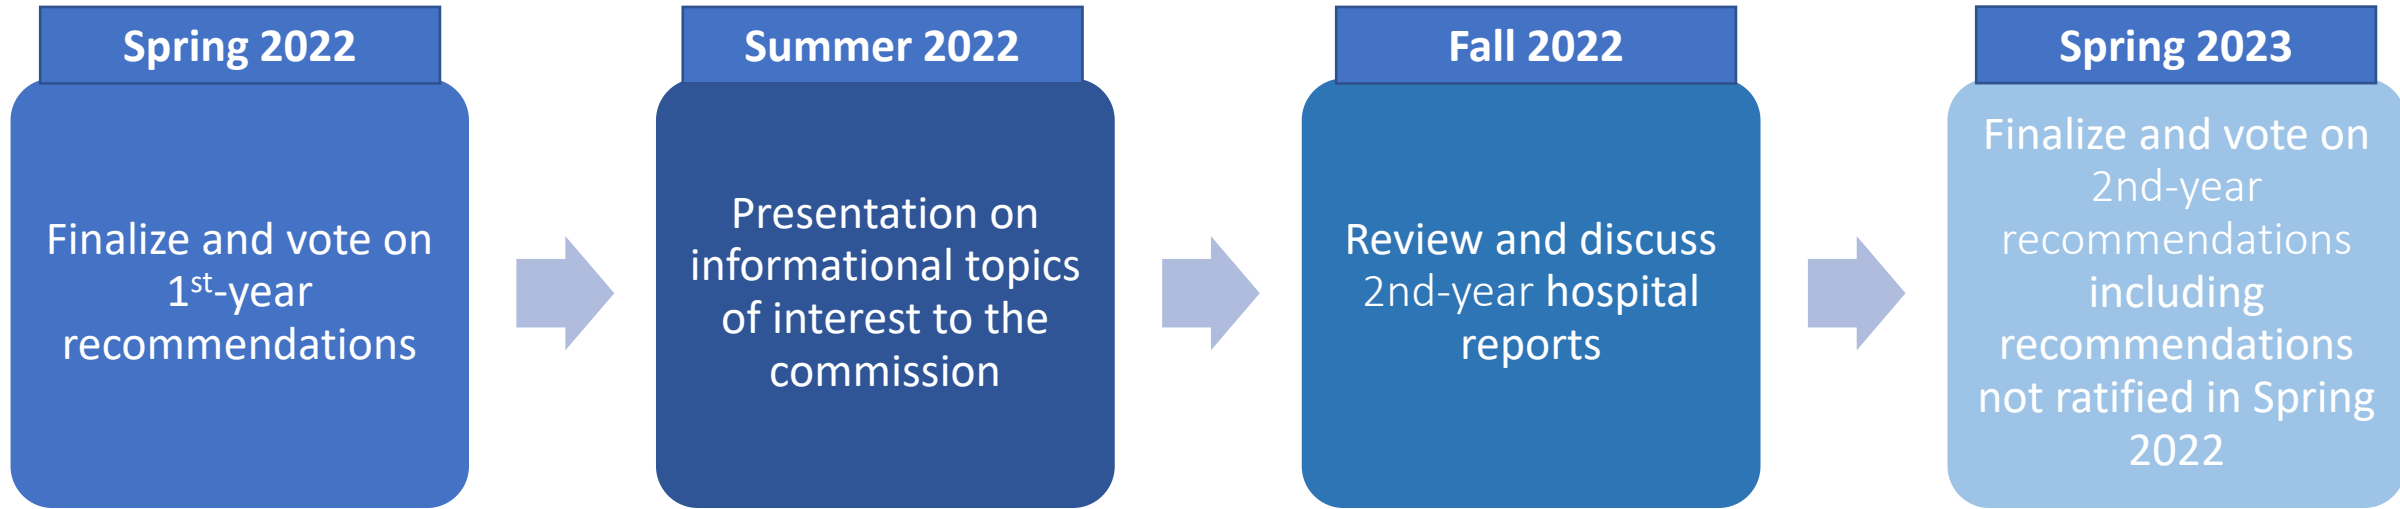 Spring 2022
Finalize and vote on
1st-year
recommendations
Summer 2022
Presentation on
informational topics
of interest to the
commission
Fall 2022
Review and discuss
2nd-year hospital
reports
Spring 2023
Finalize and vote on
2nd-year
recommendations
including
recommendations
not ratified in Spring
2022